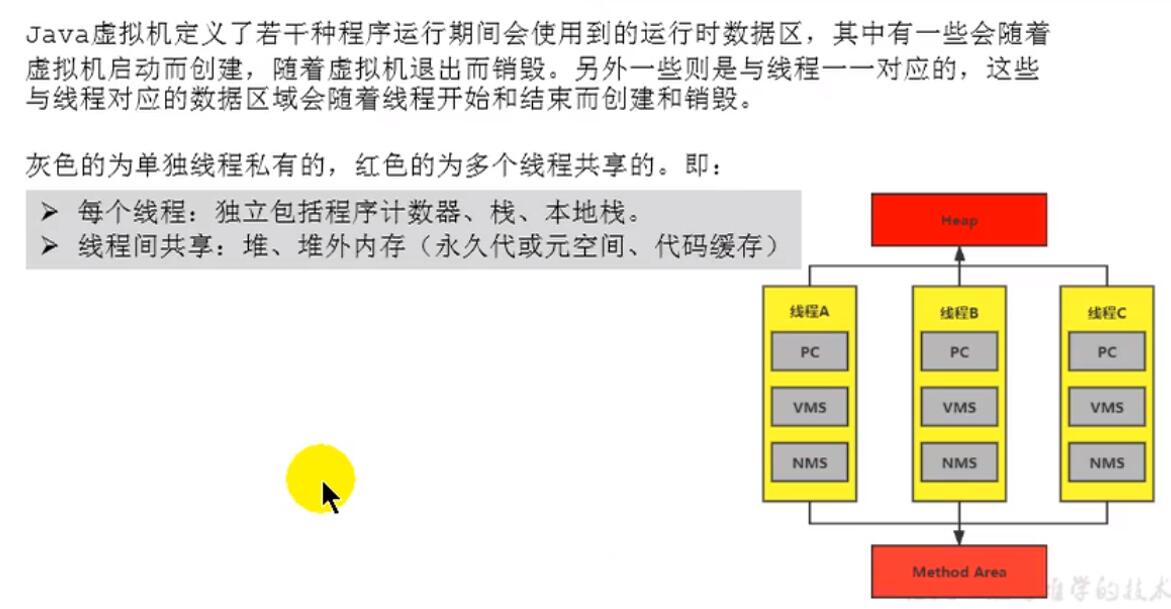 Java虚拟机定义了若干种程序运行期间会使用到的运行时数据区，其中有一些会随着
虚拟机启动而创建，随着虚拟机退出而销毁。另外一些则是与线程一一对应的，这些
与线程对应的数据区域会随着线程开始和结束而创建和销毁。
灰色的为单独线程私有的，红色的为多个线程共享的。即：
➢ 每个线程：独立包括程序计数器、栈、本地栈。
➢ 线程间共享：堆、堆外内存（永久代或元空间、代码缓存）
Heap
线程A
PC
VMS
NMS
线程B
PC
VMS
NMS
线程C
PC
VMS
NMS
Method Area
学的技术